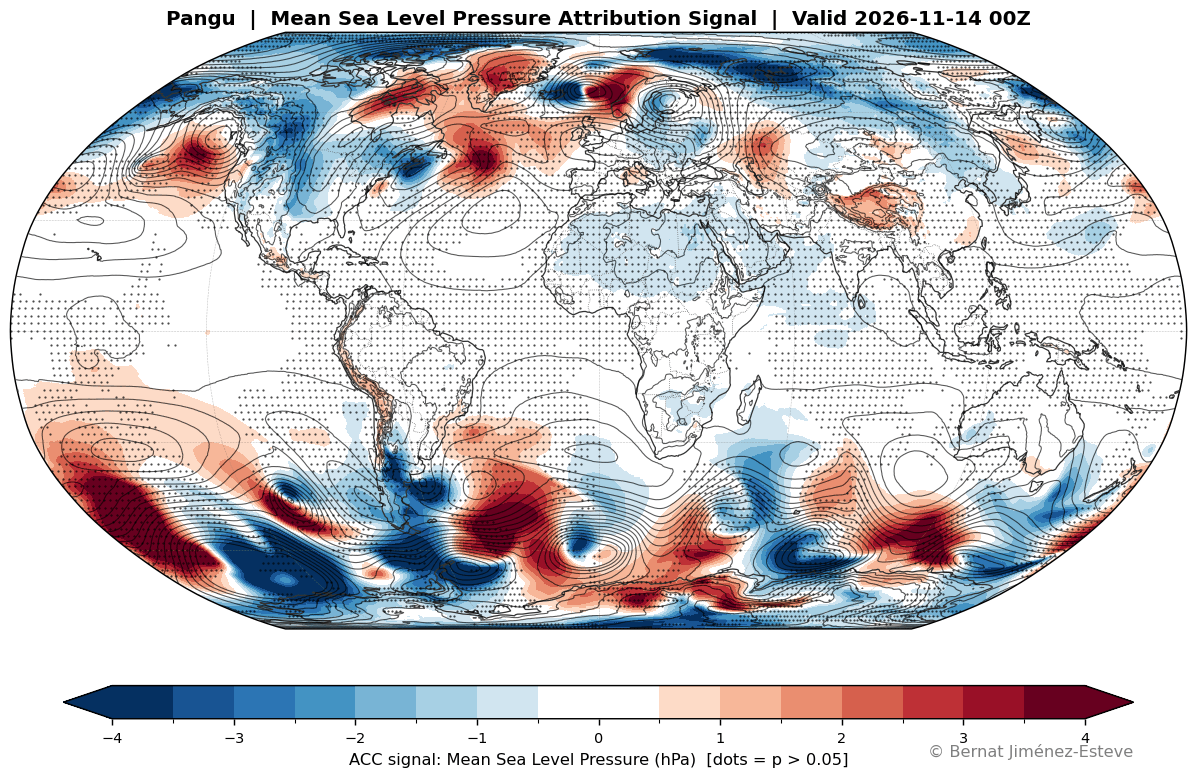 Pangu | Mean Sea Level Pressure Attribution Signal | Valid 2026-11-14 00Z
−4 −3 −2 −1 0 1 2 3 4
ACC signal: Mean Sea Level Pressure (hPa) [dots = p > 0.05]
© Bernat Jiménez-Esteve